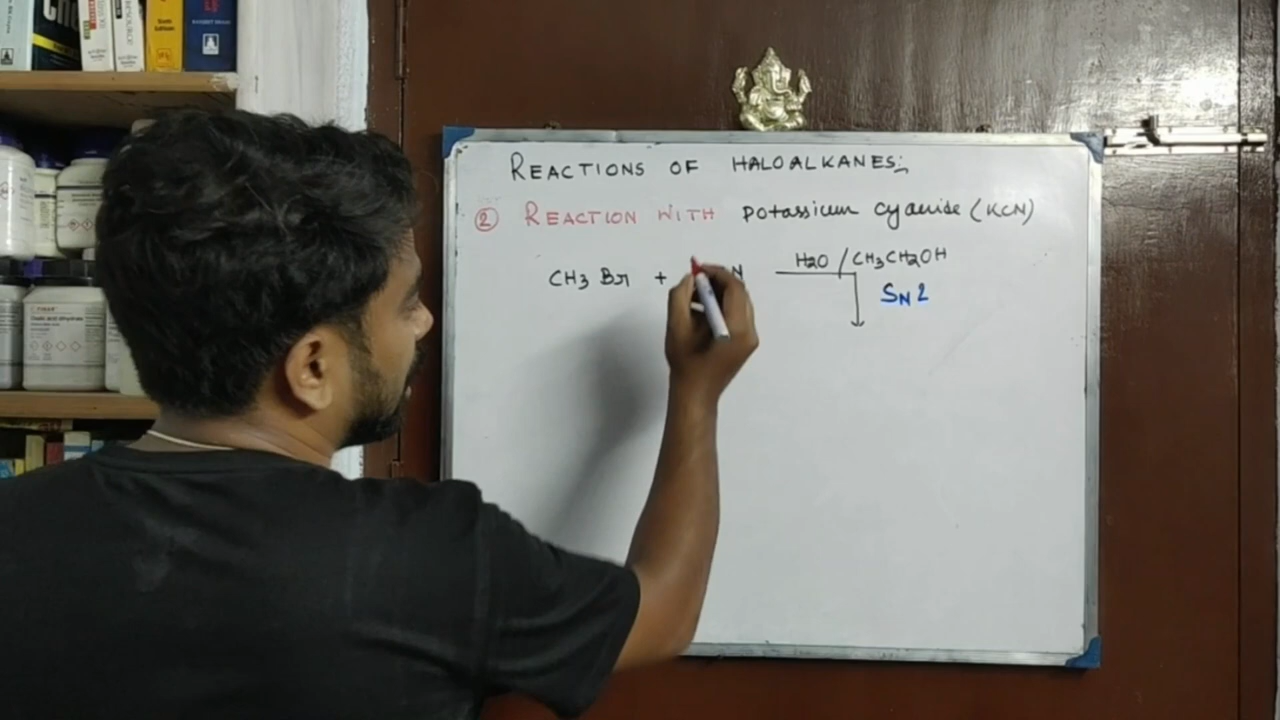 REACTIONS OF HALOALKANES:
② REACTION WITH potassium cyanide (KCN)
CH3 Br + N H2O / CH3CH2OH
SN2